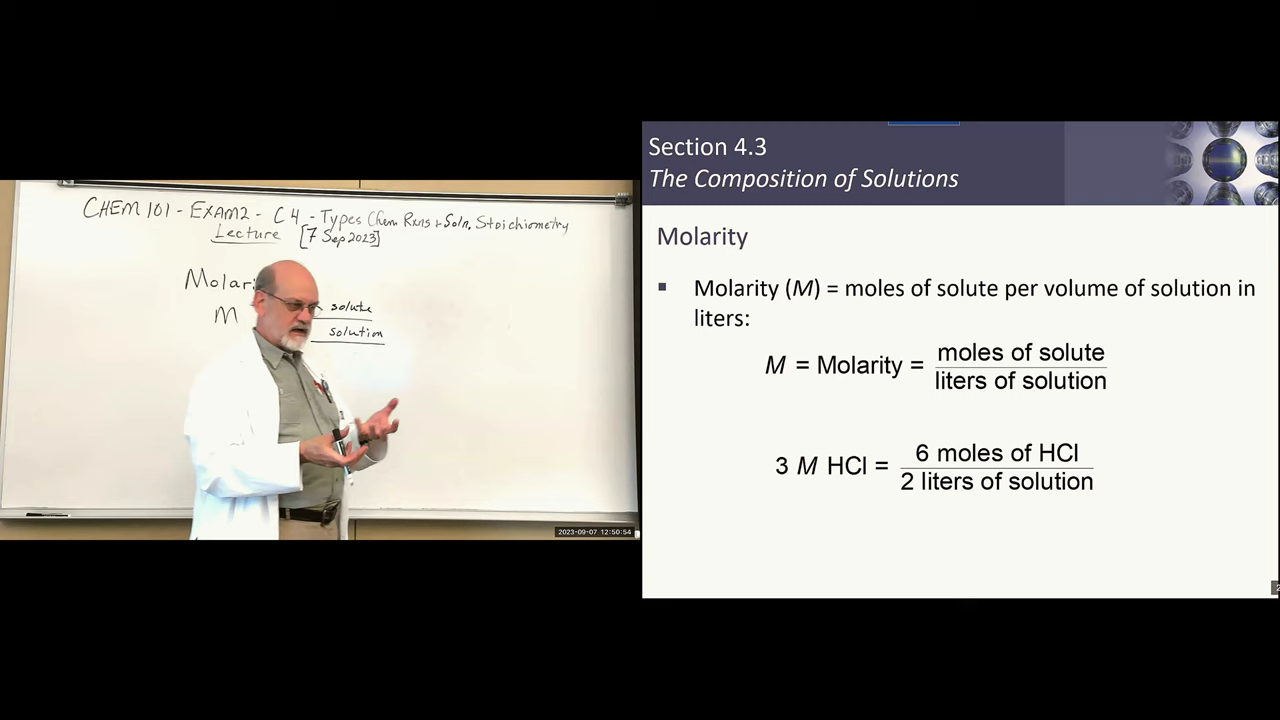 CHEM 101 - EXAM2 - C 4 - Types Chem Rxns + Soln. Stoichiometry
Lecture [7 Sep 2023]
Molari
M
solute
solution
2023-09-07 12:50:54
Section 4.3
The Composition of Solutions
Molarity
▪ Molarity (M) = moles of solute per volume of solution in
liters:
M = Molarity = moles of solute
liters of solution
3 M HCl = 6 moles of HCl
2 liters of solution